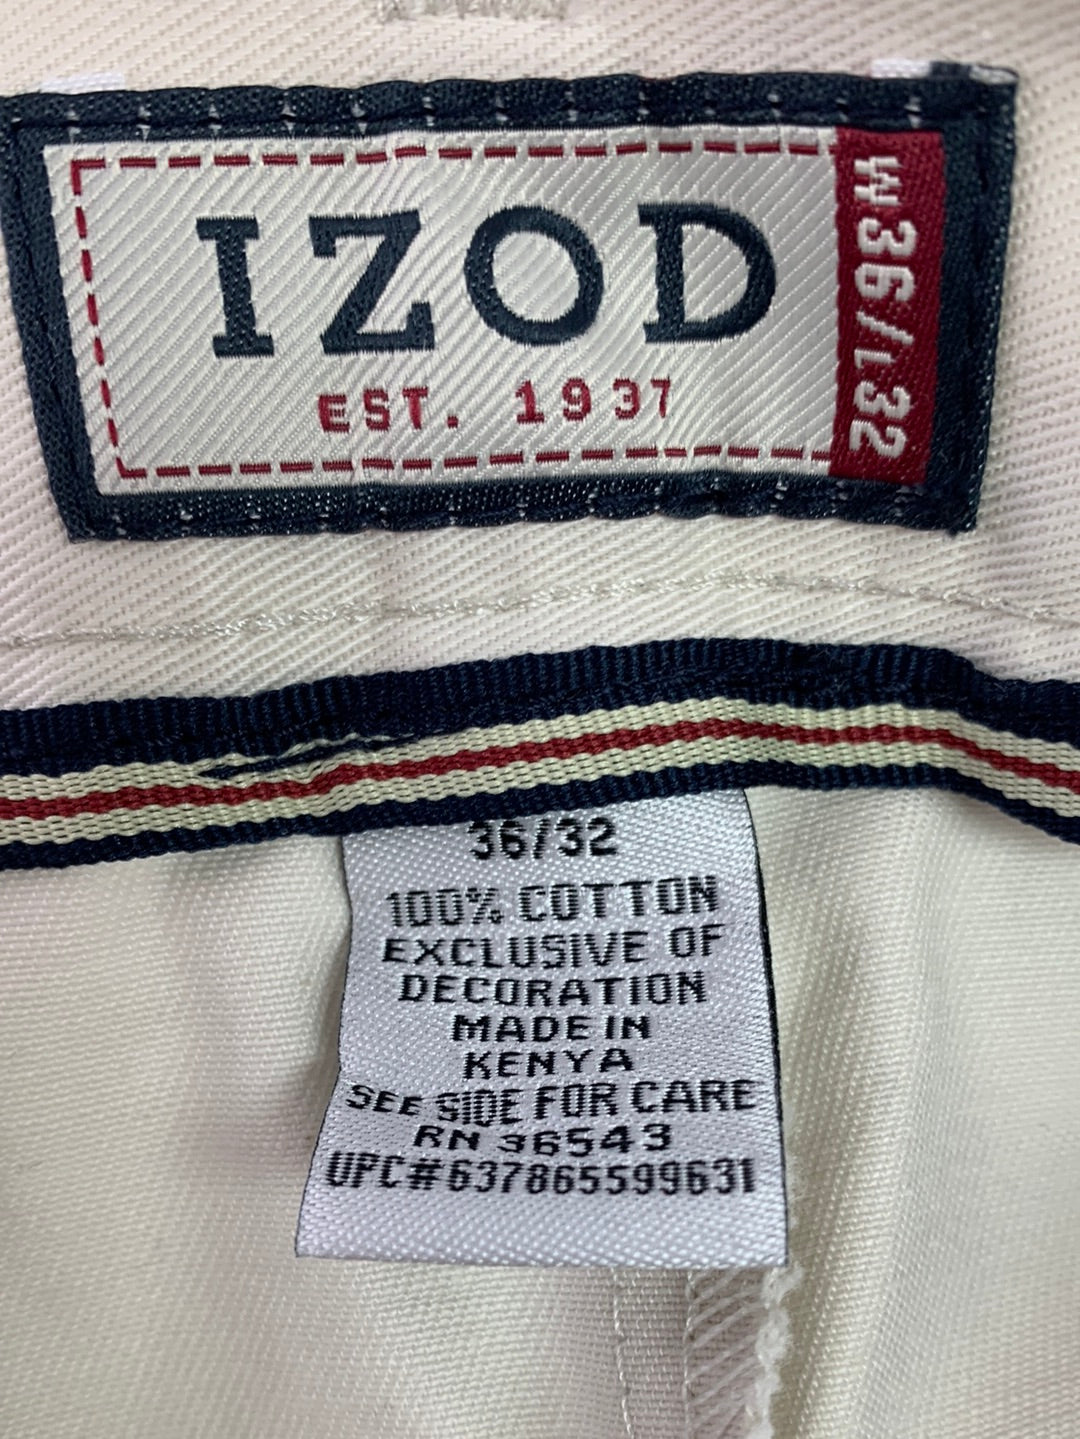 IZOD
EST. 1937
W36/L32
36/32
100% COTTON
EXCLUSIVE OF
DECORATION
MADE IN
KENYA
SEE SIDE FOR CARE
RN 36543
UPC#637865599631